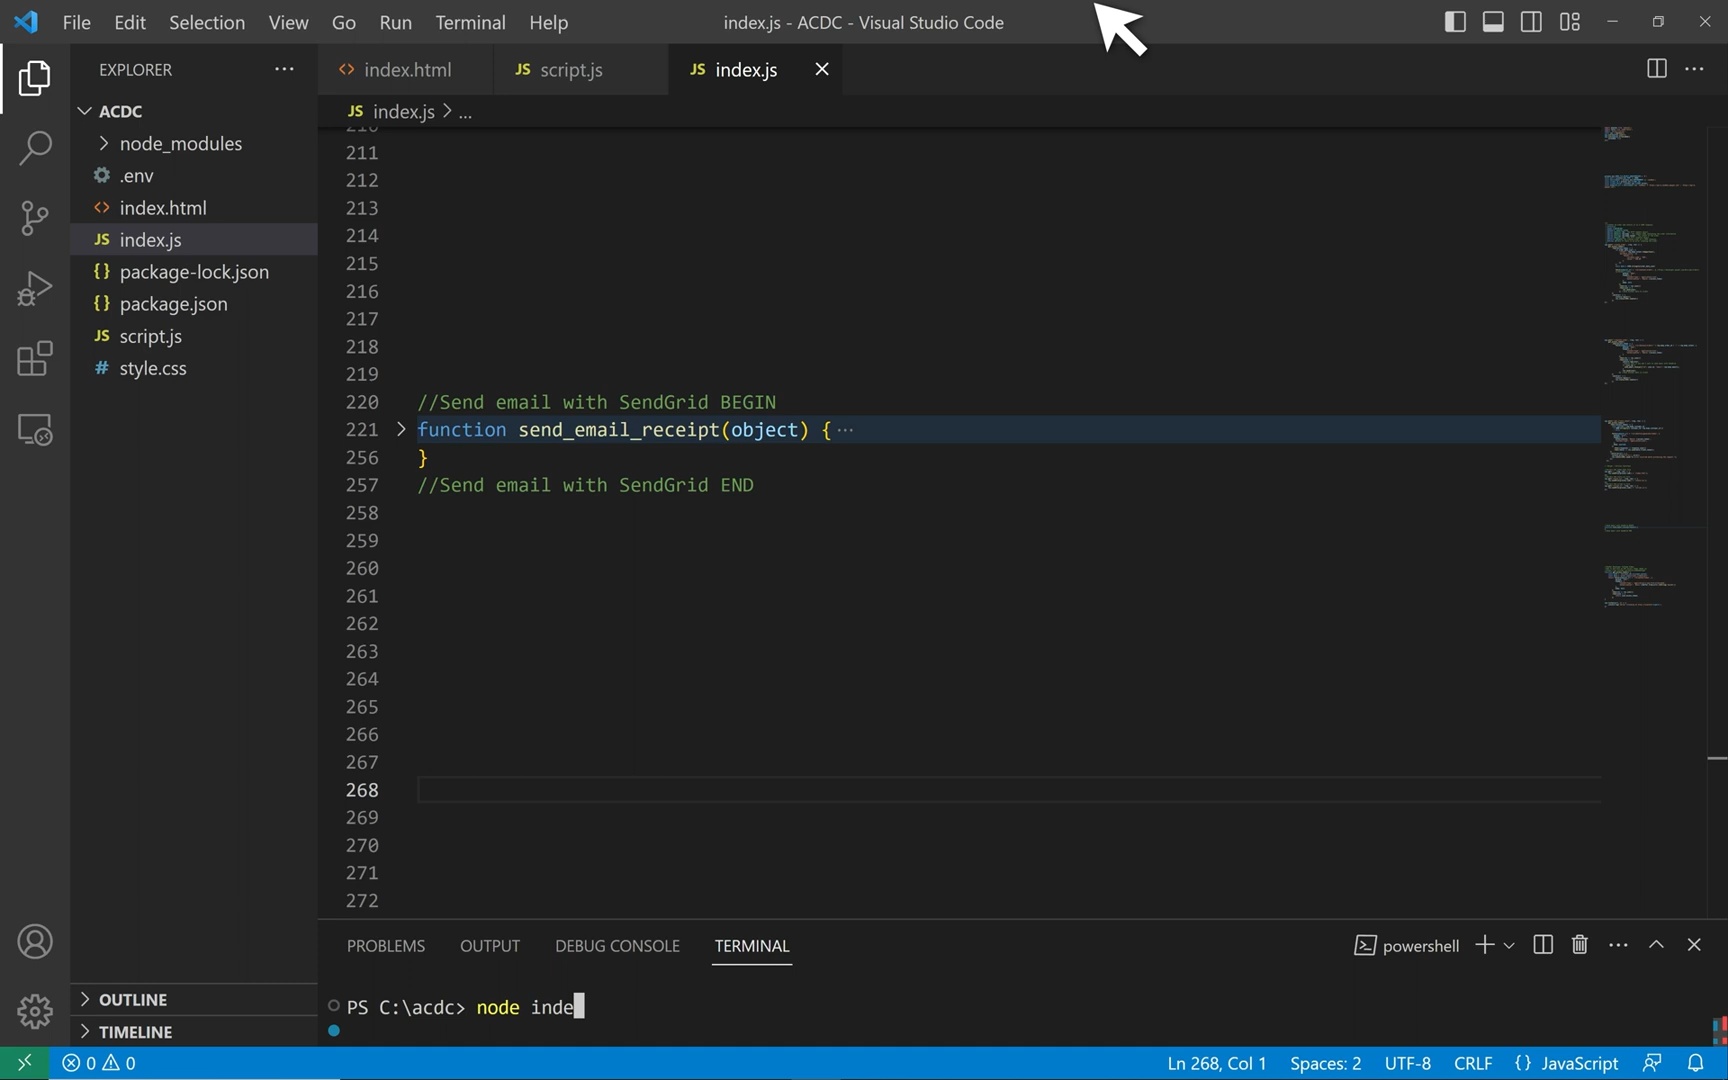 File Edit Selection View Go Run Terminal Help
index.js - ACDC - Visual Studio Code
EXPLORER
ACDC
node_modules
.env
index.html
JS index.js
{} package-lock.json
{} package.json
JS script.js
# style.css
OUTLINE
TIMELINE
<> index.html
JS script.js
JS index.js
JS index.js > ...
211
212
213
214
215
216
217
218
219
220 //Send email with SendGrid BEGIN
221 function send_email_receipt(object) { ...
256 }
257 //Send email with SendGrid END
258
259
260
261
262
263
264
265
266
267
268
269
270
271
272
PROBLEMS OUTPUT DEBUG CONSOLE TERMINAL
powershell
PS C:\acdc> node inde
0 0
Ln 268, Col 1 Spaces: 2 UTF-8 CRLF {} JavaScript